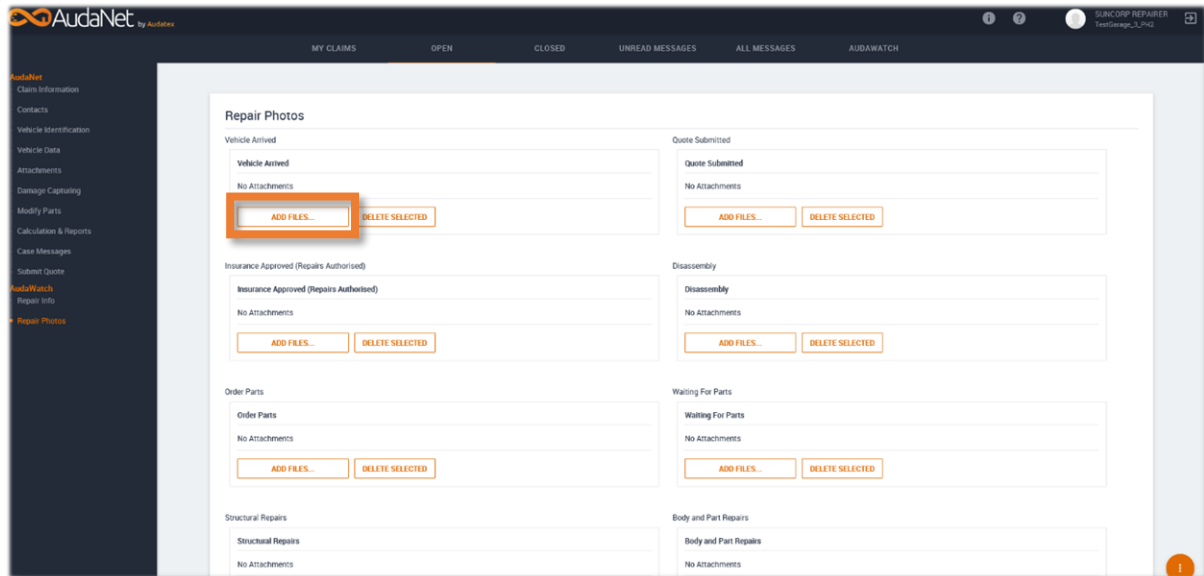 AudaNet by Audatex
SUNCORP REPAIRER
TestGarage_3_PH2
MY CLAIMS OPEN CLOSED UNREAD MESSAGES ALL MESSAGES AUDAWATCH
AudaNet
Claim Information
Contacts
Vehicle Identification
Vehicle Data
Attachments
Damage Capturing
Modify Parts
Calculation & Reports
Case Messages
Submit Quote
AudaWatch
Repair Info
Repair Photos
Repair Photos
Vehicle Arrived
Vehicle Arrived
No Attachments
ADD FILES... DELETE SELECTED
Quote Submitted
Quote Submitted
No Attachments
ADD FILES... DELETE SELECTED
Insurance Approved (Repairs Authorised)
Insurance Approved (Repairs Authorised)
No Attachments
ADD FILES... DELETE SELECTED
Disassembly
Disassembly
No Attachments
ADD FILES... DELETE SELECTED
Order Parts
Order Parts
No Attachments
ADD FILES... DELETE SELECTED
Waiting For Parts
Waiting For Parts
No Attachments
ADD FILES... DELETE SELECTED
Structural Repairs
Structural Repairs
No Attachments
Body and Part Repairs
Body and Part Repairs
No Attachments